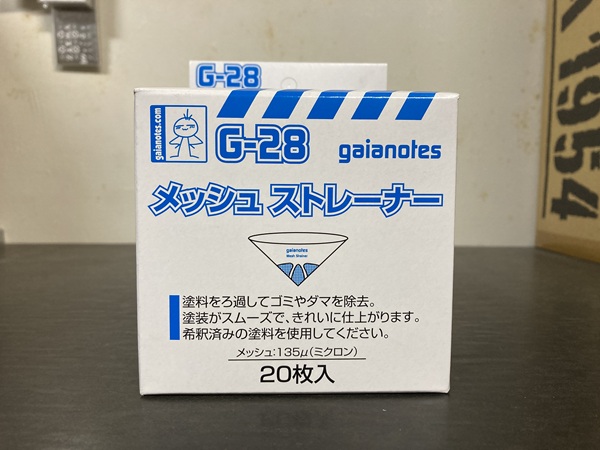 G-28
gaianotes.com
G-28
gaianotes
メッシュ ストレーナー
gaianotes
Mesh Strainer
塗料をろ過してゴミやダマを除去。
塗装がスムーズで、きれいに仕上がります。
希釈済みの塗料を使用してください。
メッシュ:135μ(ミクロン)
20枚入